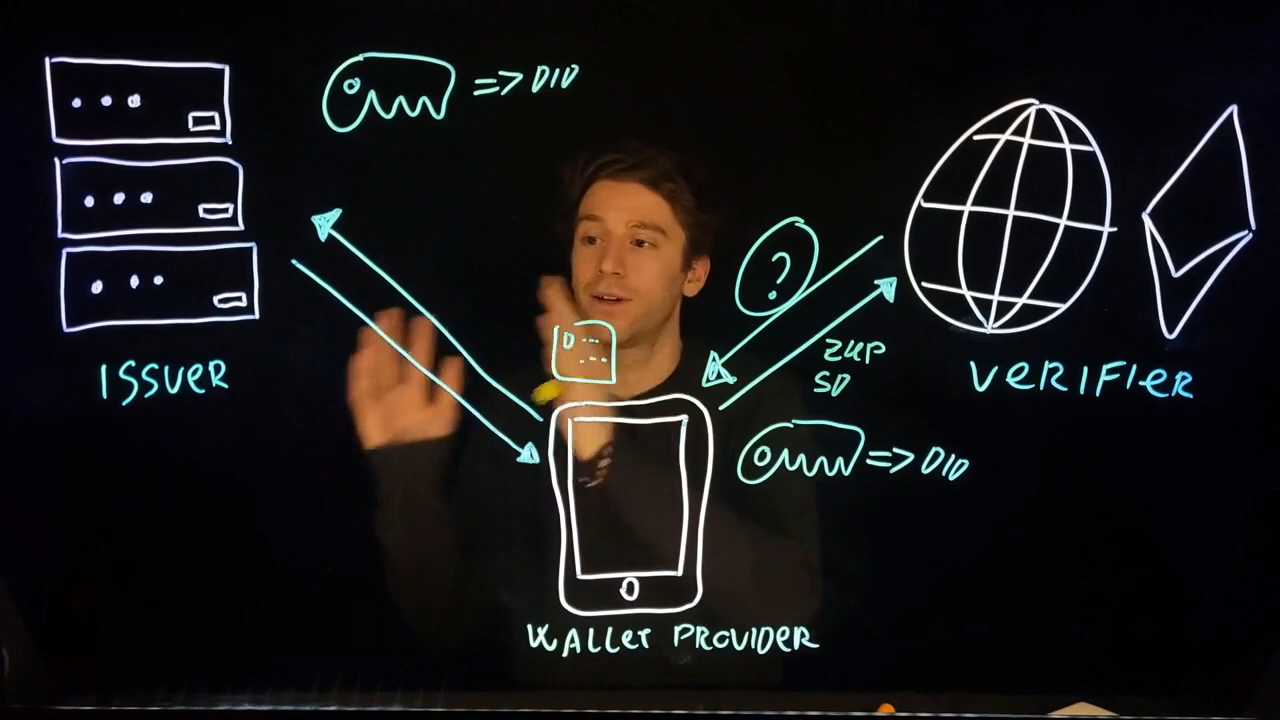 => DID
?
ZKP
SD
ISSUER
VERIFIER
=> DID
WALLET PROVIDER